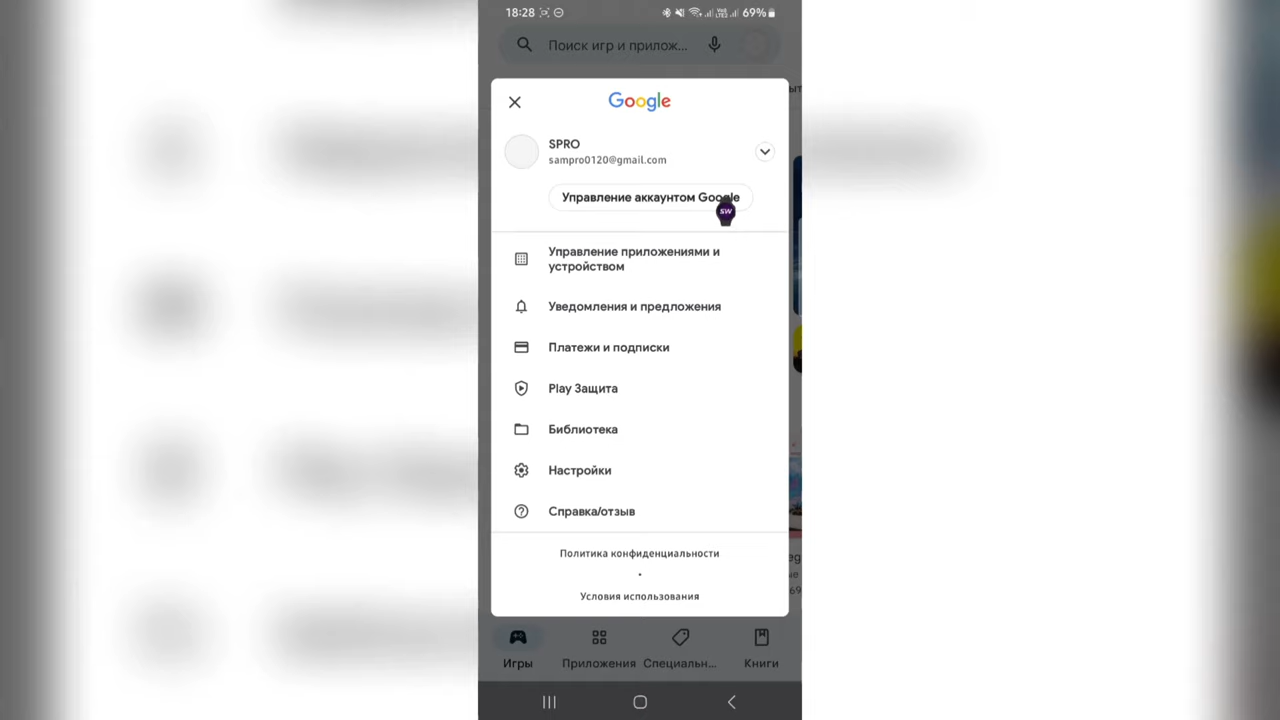 18:28
69%
Поиск игр и прилож...
Google
SPRO
sampro0120@gmail.com
Управление аккаунтом Google
SW
Управление приложениями и
устройством
Уведомления и предложения
Платежи и подписки
Play Защита
Библиотека
Настройки
Справка/отзыв
Политика конфиденциальности
·
Условия использования
Игры
Приложения
Специальн...
Книги